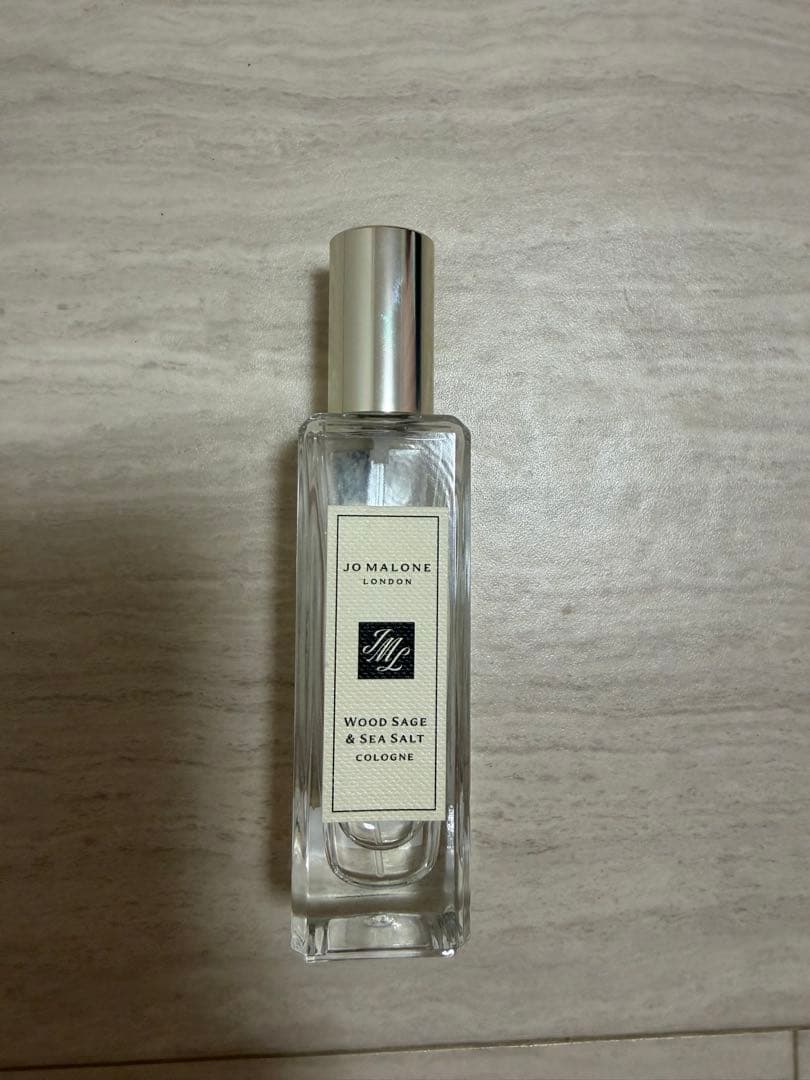 JO MALONE
LONDON
JML
WOOD SAGE
& SEA SALT
COLOGNE